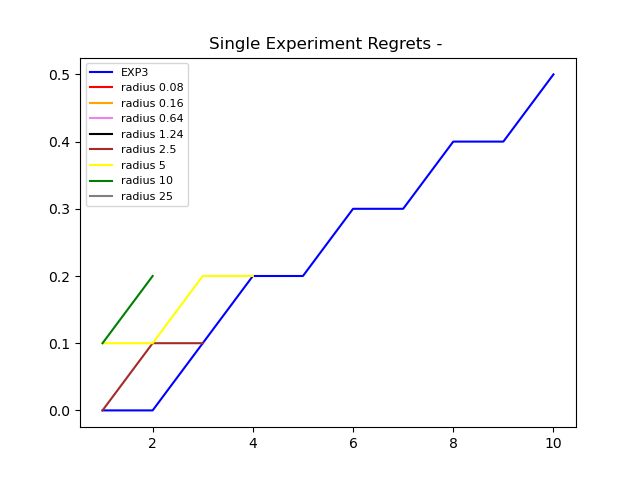 Single Experiment Regrets -
EXP3
radius 0.08
radius 0.16
radius 0.64
radius 1.24
radius 2.5
radius 5
radius 10
radius 25
0.5
0.4
0.3
0.2
0.1
0.0
2 4 6 8 10